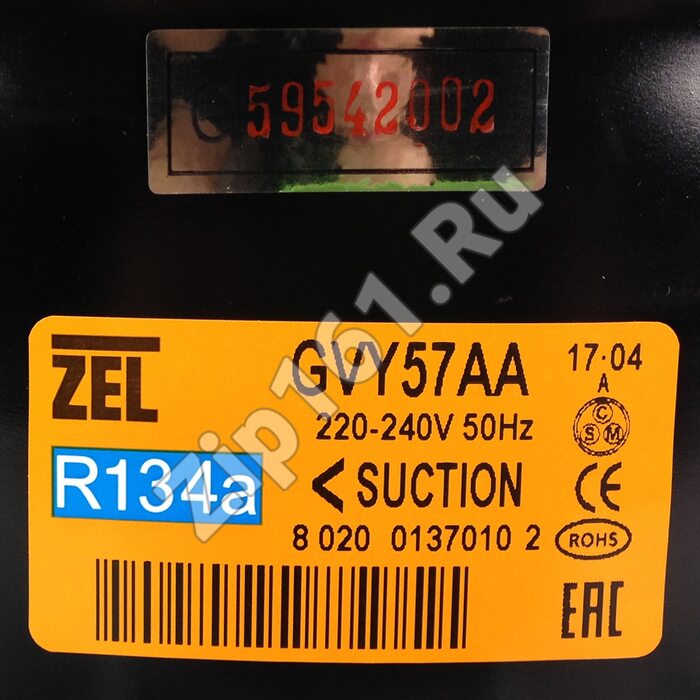 59542002
ZEL
GVY57AA
17·04
A
220-240V 50Hz
C
S M
R134a
< SUCTION
CE
8 020 0137010 2
ROHS
EAC
Zip161.Ru